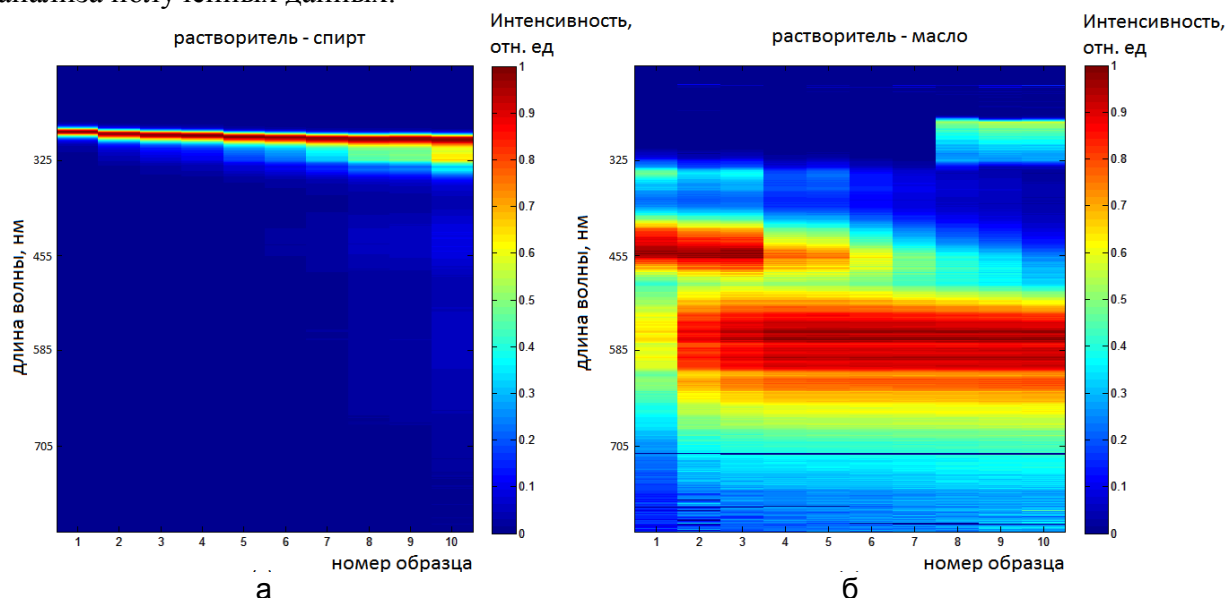 анализа полученных данных.
растворитель - спирт
Интенсивность,
отн. ед
длина волны, нм
325
455
585
705
1 2 3 4 5 6 7 8 9 10
номер образца
1
0.9
0.8
0.7
0.6
0.5
0.4
0.3
0.2
0.1
0
а
растворитель - масло
Интенсивность,
отн. ед
длина волны, нм
325
455
585
705
1 2 3 4 5 6 7 8 9 10
номер образца
1
0.9
0.8
0.7
0.6
0.5
0.4
0.3
0.2
0.1
0
б